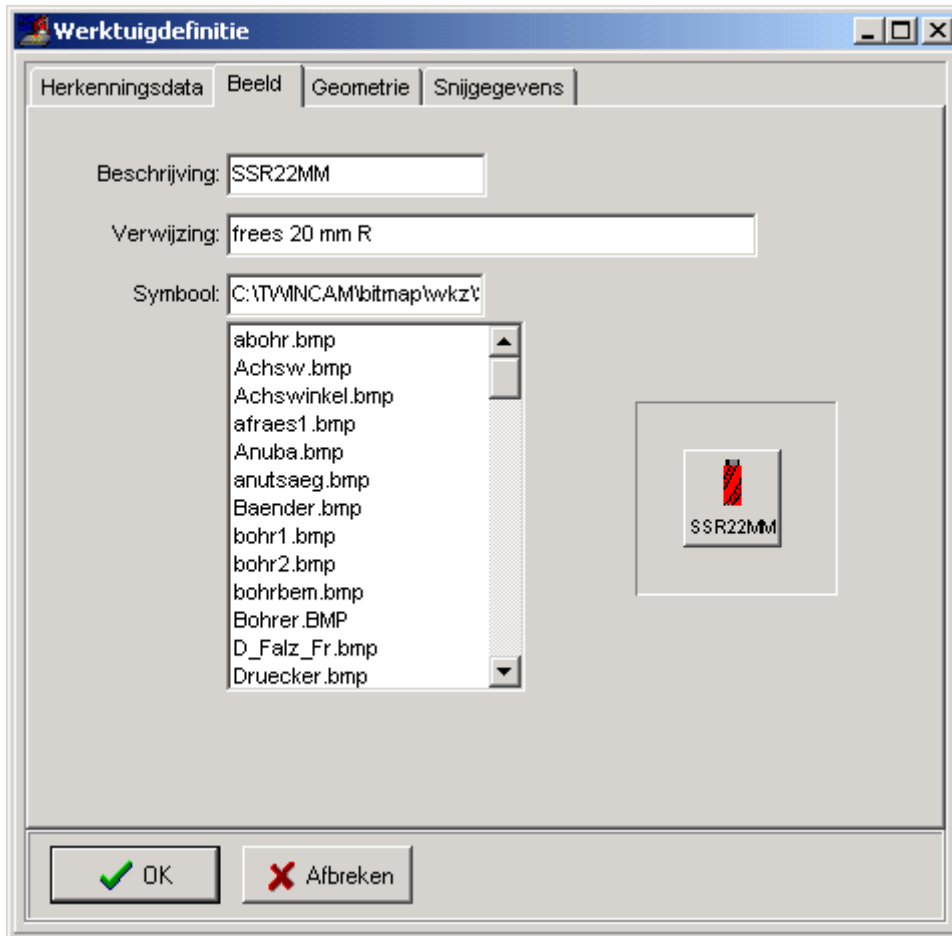 Werktuigdefinitie
Herkenningsdata Beeld Geometrie Snijgegevens
Beschrijving: SSR22MM
Verwijzing: frees 20 mm R
Symbool: C:\TWINCAM\bitmap\wkz\
abohr.bmp
Achsw.bmp
Achswinkel.bmp
afraes1.bmp
Anuba.bmp
anutsaeg.bmp
Baender.bmp
bohr1.bmp
bohr2.bmp
bohrbem.bmp
Bohrer.BMP
D_Falz_Fr.bmp
Druecker.bmp
SSR22MM
OK Afbreken